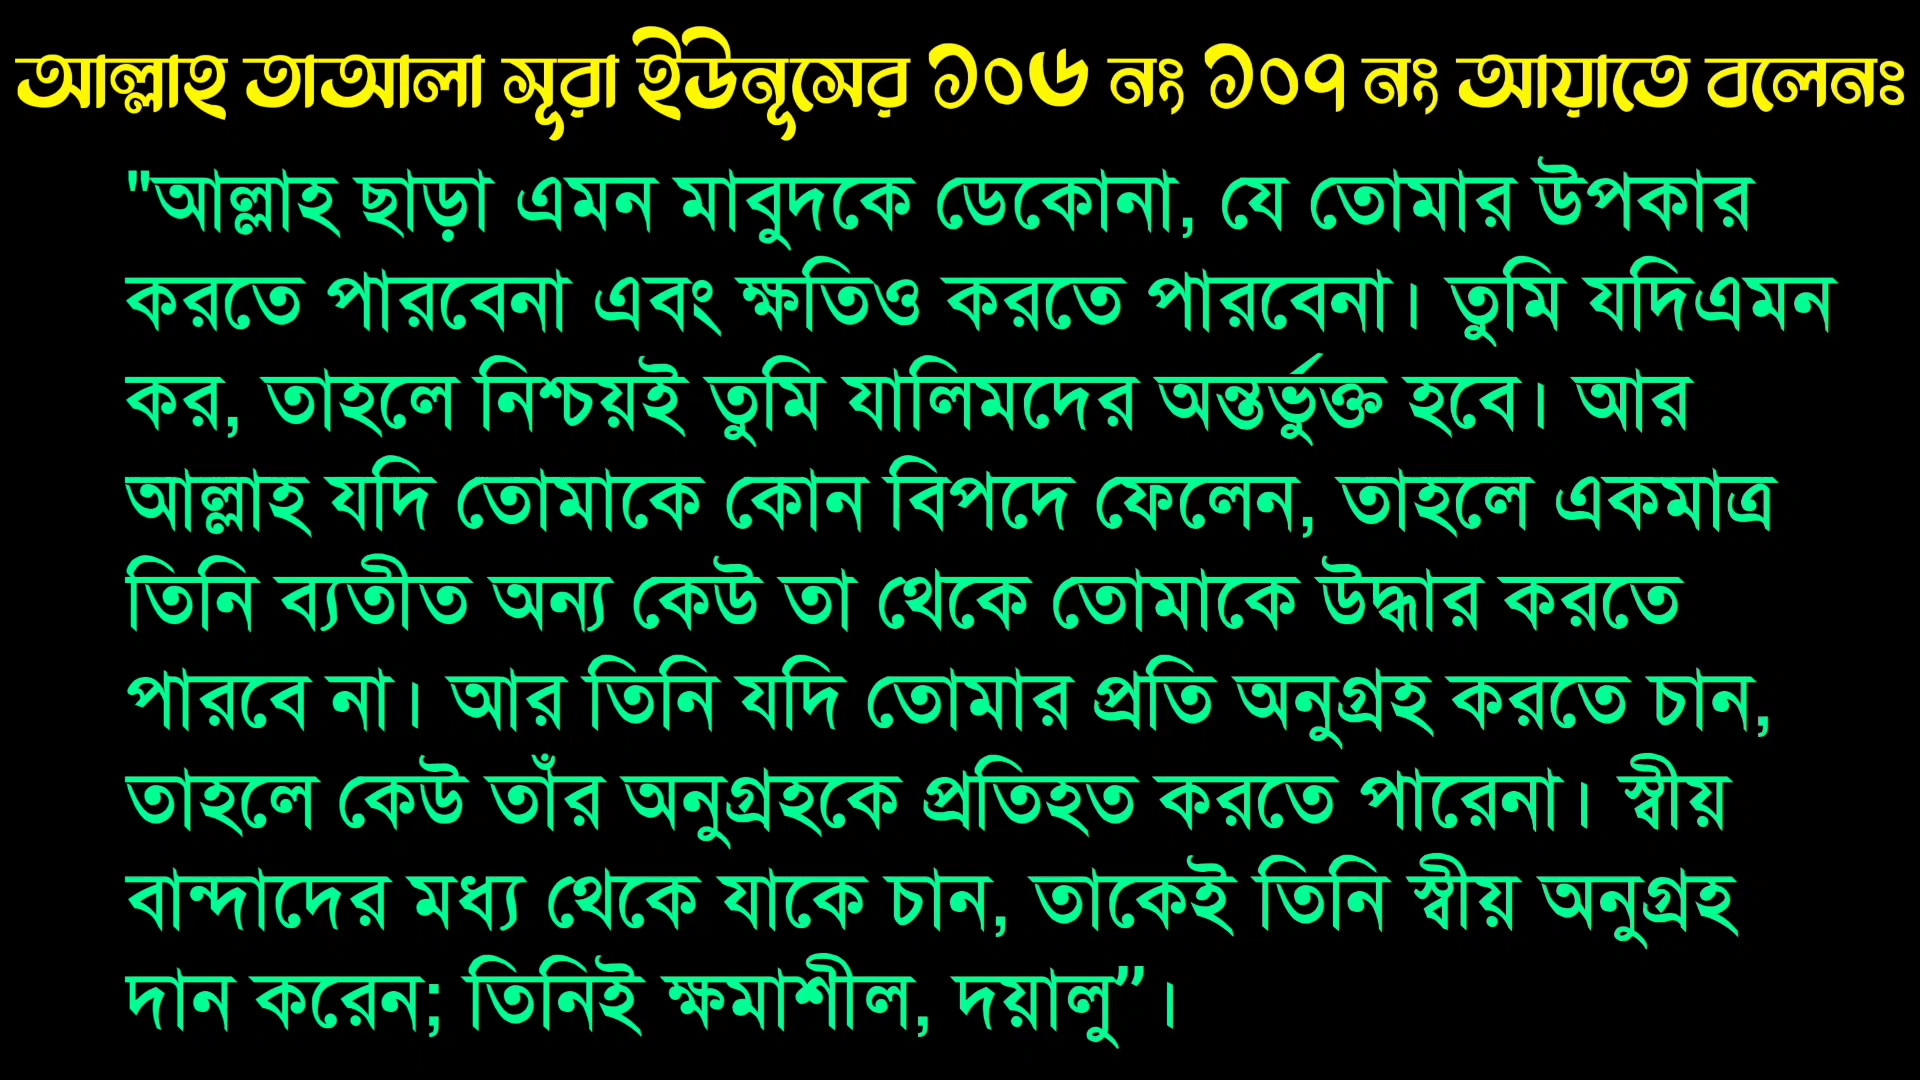 আল্লাহ তাআলা সূরা ইউনূসের ১০৬ নং ১০৭ নং আয়াতে বলেনঃ
"আল্লাহ ছাড়া এমন মাবুদকে ডেকোনা, যে তোমার উপকার
করতে পারবেনা এবং ক্ষতিও করতে পারবেনা। তুমি যদিএমন
কর, তাহলে নিশ্চয়ই তুমি যালিমদের অন্তর্ভুক্ত হবে। আর
আল্লাহ যদি তোমাকে কোন বিপদে ফেলেন, তাহলে একমাত্র
তিনি ব্যতীত অন্য কেউ তা থেকে তোমাকে উদ্ধার করতে
পারবে না। আর তিনি যদি তোমার প্রতি অনুগ্রহ করতে চান,
তাহলে কেউ তাঁর অনুগ্রহকে প্রতিহত করতে পারেনা। স্বীয়
বান্দাদের মধ্য থেকে যাকে চান, তাকেই তিনি স্বীয় অনুগ্রহ
দান করেন; তিনিই ক্ষমাশীল, দয়ালু”।